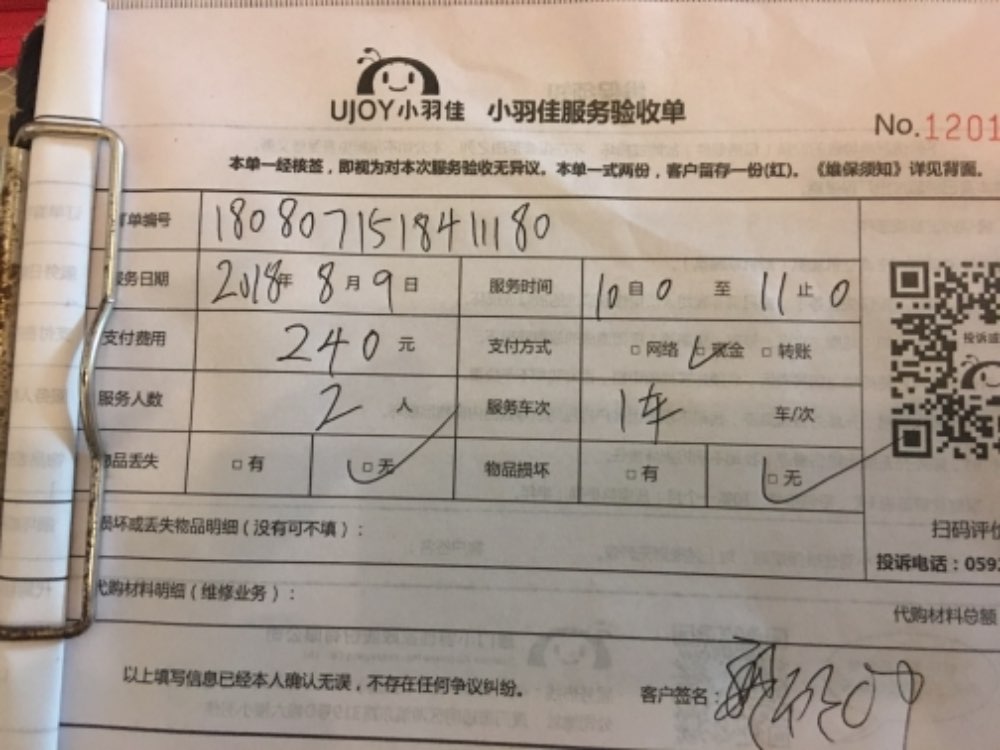 UJOY小羽佳 小羽佳服务验收单
No.1201
本单一经核签，即视为对本次服务验收无异议。本单一式两份，客户留存一份(红)。《维保须知》详见背面。
单编号 180807151841180
务日期 2018年 8月 9日 服务时间 10自0 至 11止0
支付费用 240元 支付方式 □网络 □现金 □转账
服务人数 2人 服务车次 1车 车/次
品丢失 □有 □无 物品损坏 □有 □无
损坏或丢失物品明细（没有可不填）：
代购材料明细（维修业务）：
投诉
扫码评价
投诉电话：059
代购材料总额
以上填写信息已经本人确认无误，不存在任何争议纠纷。
客户签名：